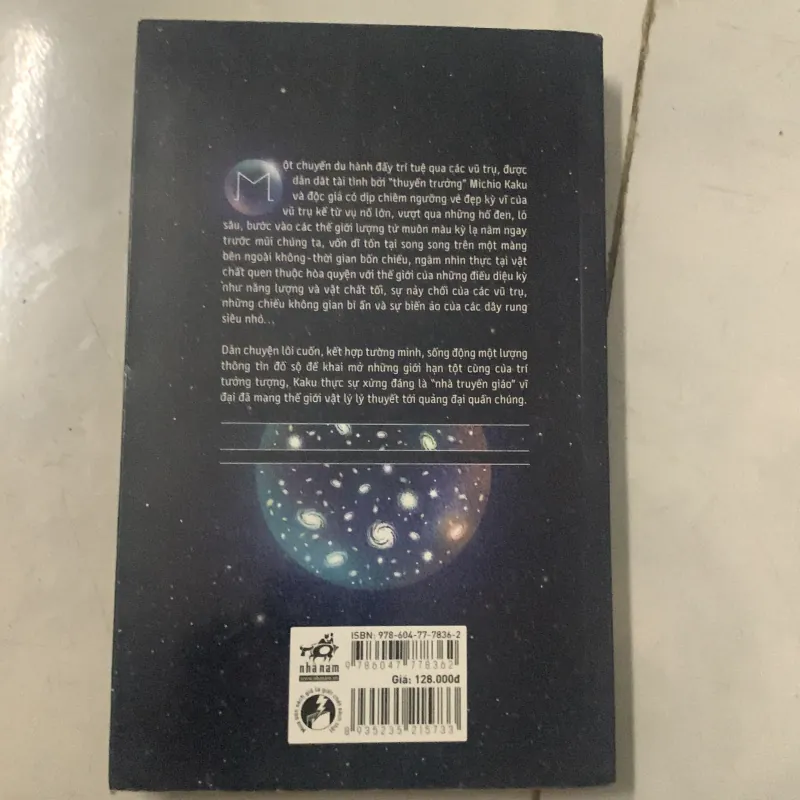 Một chuyến du hành đầy trí tuệ qua các vũ trụ, được
dẫn dắt tài tình bởi "thuyền trưởng" Michio Kaku
và độc giả có dịp chiêm ngưỡng vẻ đẹp kỳ vĩ của
vũ trụ kể từ vụ nổ lớn, vượt qua những hố đen, lỗ
sâu, bước vào các thế giới lượng tử muôn màu kỳ lạ nằm ngay
trước mũi chúng ta, vốn dĩ tồn tại song song trên một màng
bên ngoài không-thời gian bốn chiều, ngắm nhìn thực tại vật
chất quen thuộc hòa quyện với thế giới của những điều diệu kỳ
như năng lượng và vật chất tối, sự nảy chồi của các vũ trụ,
những chiều không gian bí ẩn và sự biến ảo của các dây rung
siêu nhỏ...
Dẫn chuyện lôi cuốn, kết hợp tường minh, sống động một lượng
thông tin đồ sộ để khai mở những giới hạn tột cùng của trí
tưởng tượng, Kaku thực sự xứng đáng là "nhà truyền giáo" vĩ
đại đã mang thế giới vật lý lý thuyết tới quảng đại quần chúng.
ISBN: 978-604-77-7836-2
9 786047 778362
nhã nam
www.nhanam.vn
Giá: 128.000đ
8 935235 215733